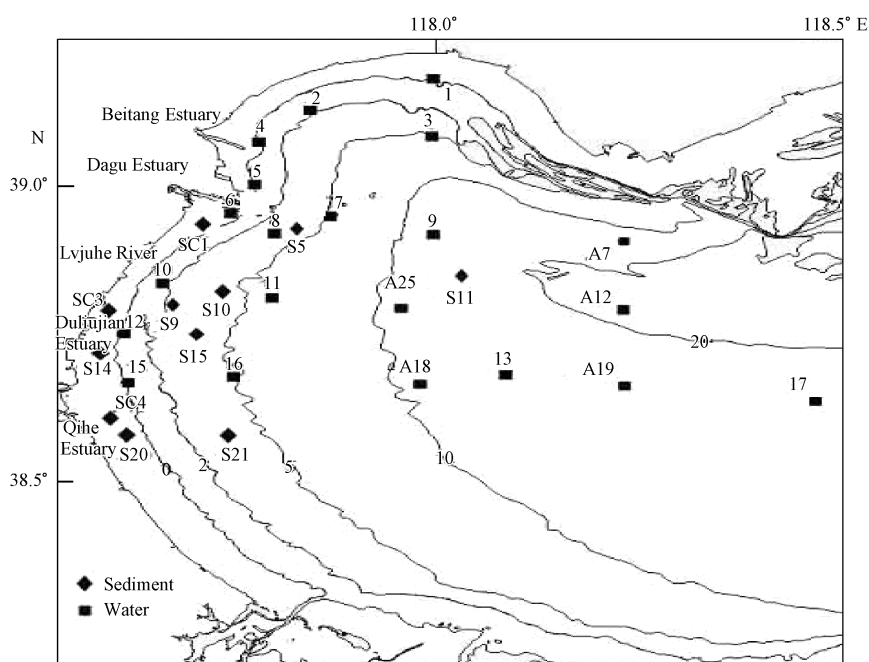 118.0°
118.5° E
Beitang Estuary
2
1
4
3
N
Dagu Estuary
5
39.0°
6
7
8
9
SC1
S5
A7
Lvjuhe River
10
11
A25
S11
SC3
S9
S10
A12
Duliujian
12
Estuary
S15
20
S14
15
16
A18
13
A19
17
SC4
Qihe
Estuary
S20
S21
0
2
5
10
38.5°
Sediment
Water